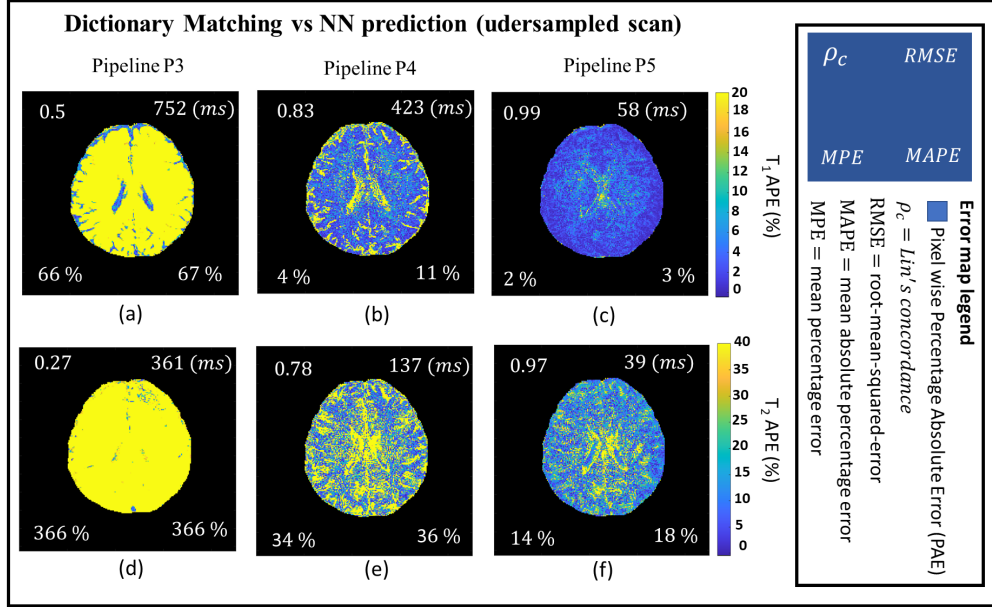 Dictionary Matching vs NN prediction (udersampled scan)
Pipeline P3
Pipeline P4
Pipeline P5
0.5
752 (ms)
66 %
67 %
(a)
0.83
423 (ms)
4 %
11 %
(b)
0.99
58 (ms)
2 %
3 %
(c)
20
18
16
14
12
10
8
6
4
2
0
T₁ APE (%)
0.27
361 (ms)
366 %
366 %
(d)
0.78
137 (ms)
34 %
36 %
(e)
0.97
39 (ms)
14 %
18 %
(f)
40
35
30
25
20
15
10
5
0
T₂ APE (%)
ρ_C
RMSE
MPE
MAPE
Error map legend
Pixel wise Percentage Absolute Error (PAE)
ρ_c = Lin's concordance
RMSE = root-mean-squared-error
MAPE = mean absolute percentage error
MPE = mean percentage error